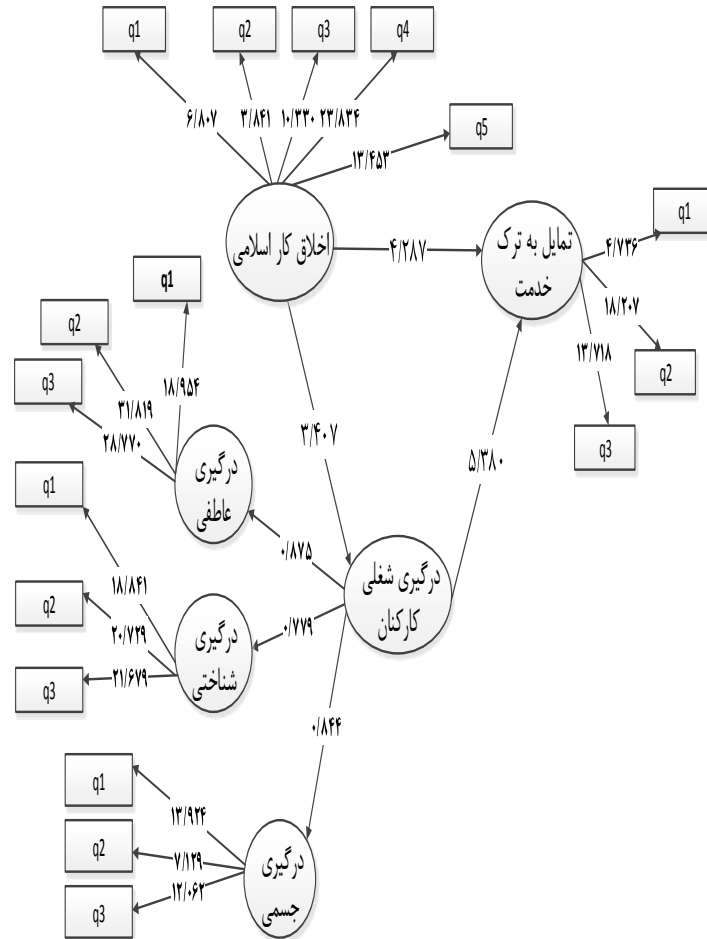 q1
q2
q3
q4
۶/۸۰۷
۳/۸۴۱
۱۰/۳۳۰
۲۳/۸۳۴
q5
۱۳/۴۵۳
اخلاق کار اسلامی
۴/۲۸۷
تمایل به ترک
خدمت
q1
۴/۷۳۶
۱۸/۲۰۷
q2
۱۳/۷۱۸
q3
q1
q2
q3
۱۸/۹۵۴
۳۱/۸۱۹
۲۸/۷۷۰
درگیری
عاطفی
۳/۴۰۷
۵/۳۸۰
q1
q2
q3
۱۸/۸۴۱
۲۰/۷۲۹
۲۱/۶۷۹
درگیری
شناختی
۰/۸۷۵
۰/۷۷۹
درگیری شغلی
کارکنان
۰/۸۴۴
q1
q2
q3
۱۳/۹۲۴
۷/۱۲۹
۱۲/۰۶۲
درگیری
جسمی